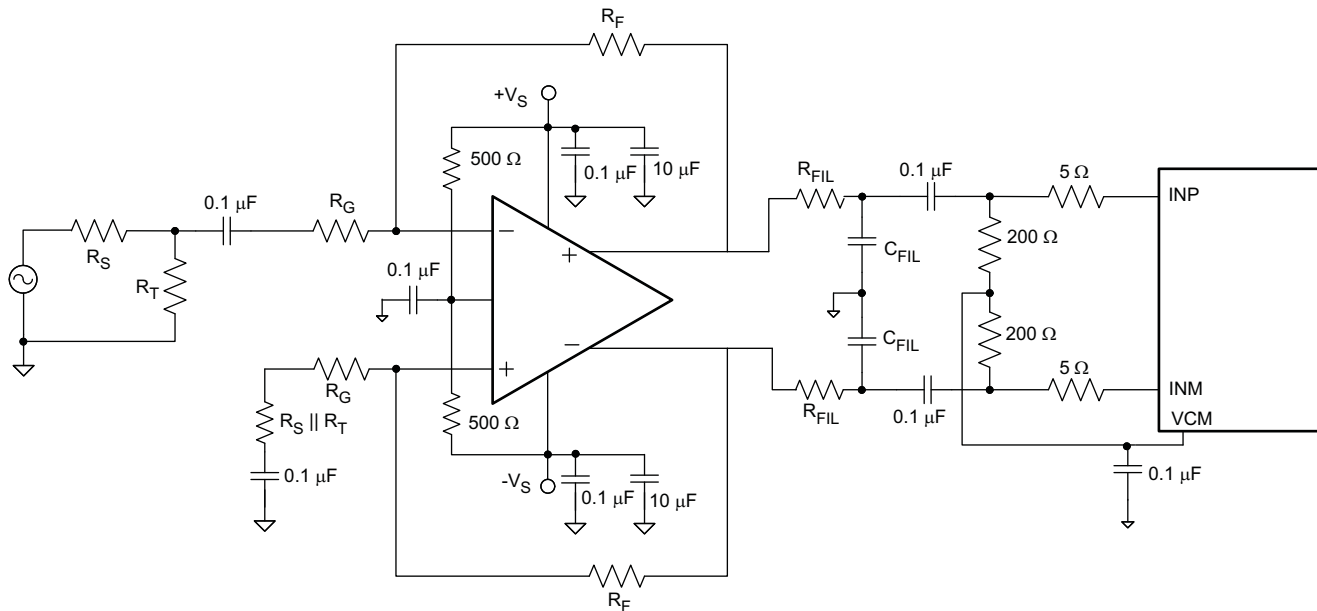 R_F
+V_S
500 Ω
0.1 μF
10 μF
R_FIL
0.1 μF
5 Ω
INP
0.1 μF
R_G
200 Ω
R_S
C_FIL
R_T
0.1 μF
−
+
200 Ω
C_FIL
5 Ω
−
+
R_G
R_FIL
0.1 μF
INM
VCM
R_S || R_T
500 Ω
0.1 μF
-V_S
0.1 μF
10 μF
0.1 μF
R_F